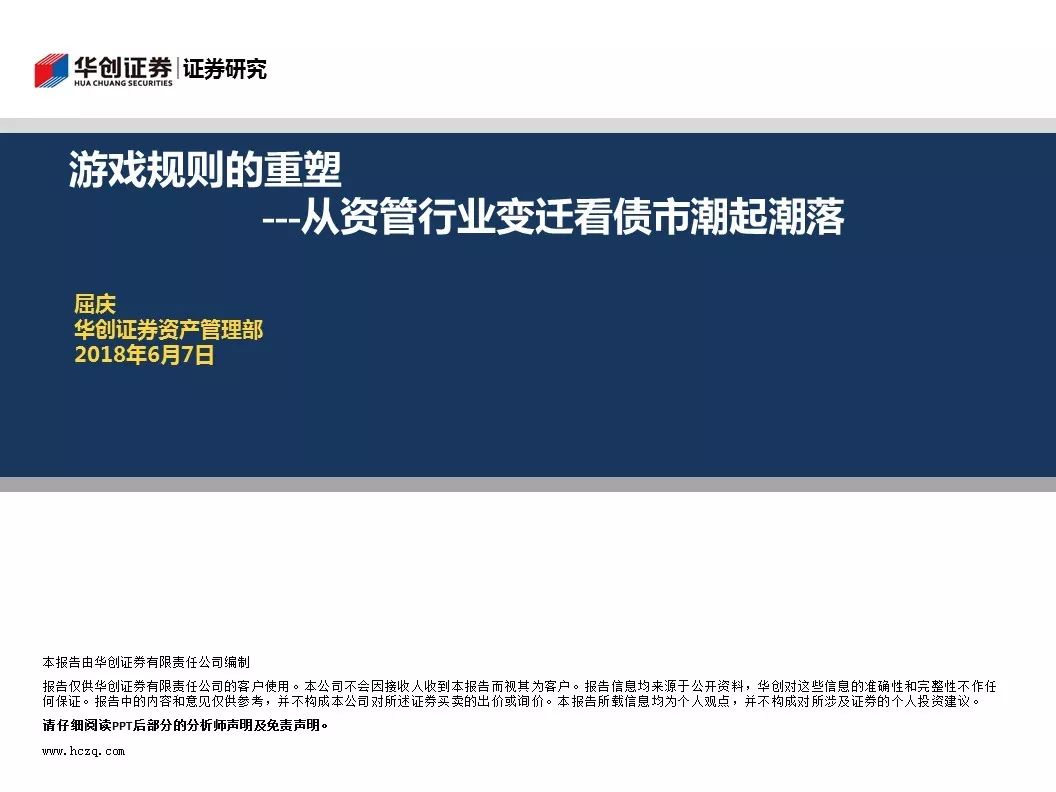 华创证券 | 证券研究
HUA CHUANG SECURITIES
游戏规则的重塑
---从资管行业变迁看债市潮起潮落
屈庆
华创证券资产管理部
2018年6月7日
本报告由华创证券有限责任公司编制
报告仅供华创证券有限责任公司的客户使用。本公司不会因接收人收到本报告而视其为客户。报告信息均来源于公开资料，华创对这些信息的准确性和完整性不作任
何保证。报告中的内容和意见仅供参考，并不构成本公司对所述证券买卖的出价或询价。本报告所载信息均为个人观点，并不构成对所涉及证券的个人投资建议。
请仔细阅读PPT后部分的分析师声明及免责声明。
www.hczq.com